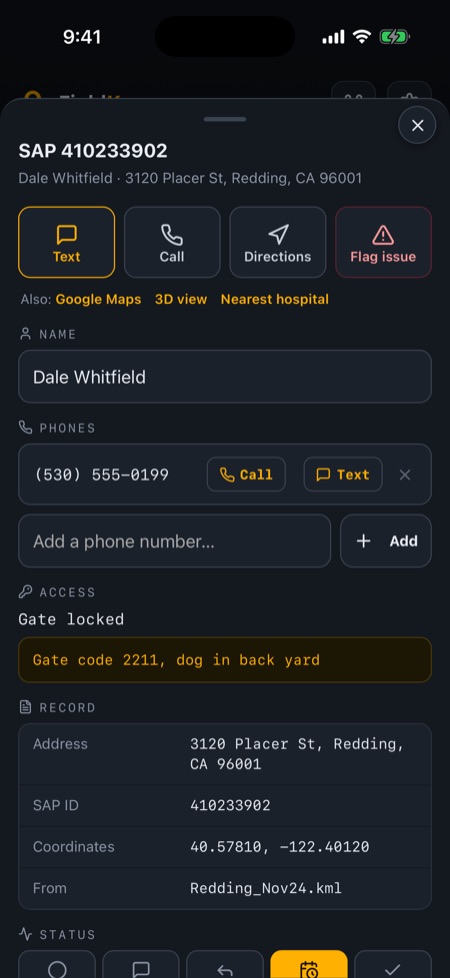 9:41
SAP 410233902
Dale Whitfield · 3120 Placer St, Redding, CA 96001
Text
Call
Directions
Flag issue
Also: Google Maps 3D view Nearest hospital
NAME
Dale Whitfield
PHONES
(530) 555-0199 Call Text
Add a phone number...
Add
ACCESS
Gate locked
Gate code 2211, dog in back yard
RECORD
Address 3120 Placer St, Redding,
CA 96001
SAP ID 410233902
Coordinates 40.57810, -122.40120
From Redding_Nov24.kml
STATUS